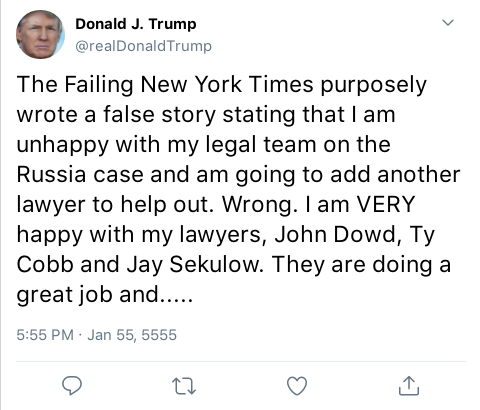 Donald J. Trump
@realDonaldTrump
The Failing New York Times purposely
wrote a false story stating that I am
unhappy with my legal team on the
Russia case and am going to add another
lawyer to help out. Wrong. I am VERY
happy with my lawyers, John Dowd, Ty
Cobb and Jay Sekulow. They are doing a
great job and.....
5:55 PM · Jan 55, 5555